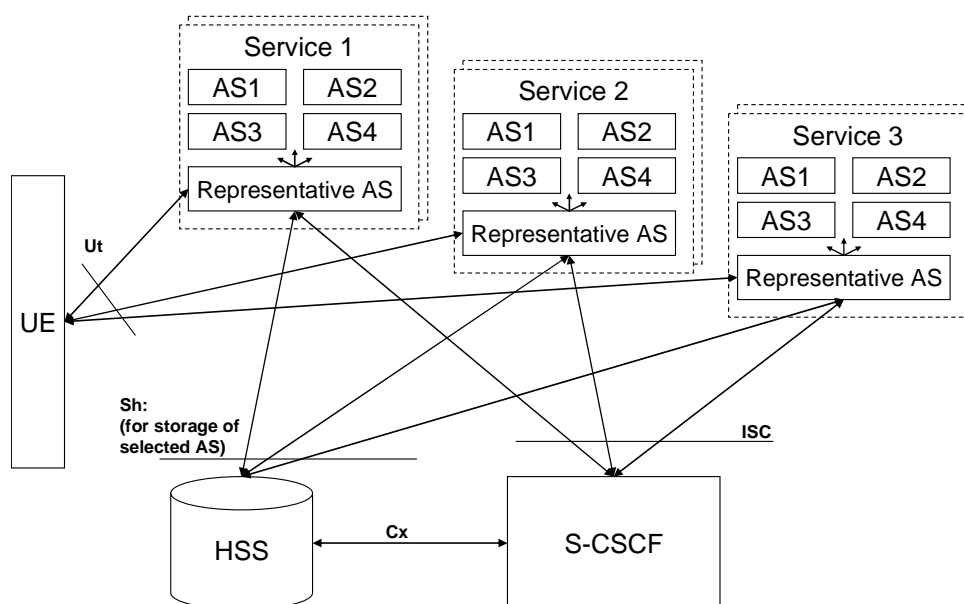 Service 1
AS1 AS2
AS3 AS4
Representative AS
Service 2
AS1 AS2
AS3 AS4
Representative AS
Service 3
AS1 AS2
AS3 AS4
Representative AS
Ut
UE
Sh:
(for storage of
selected AS)
ISC
HSS
Cx
S-CSCF